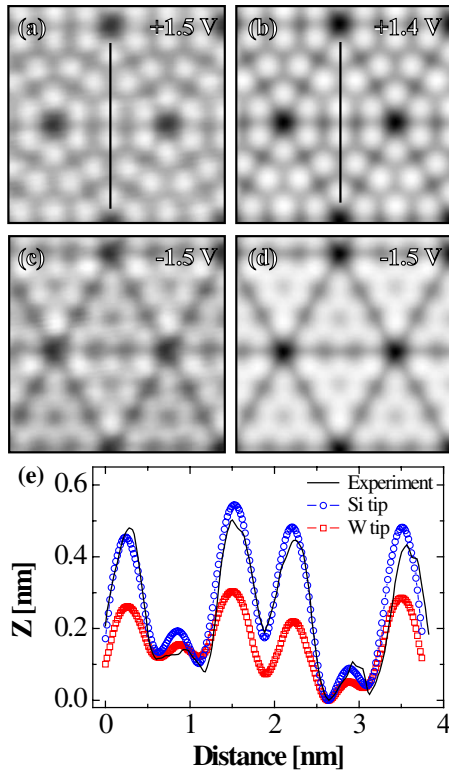 (a) +1.5 V
(b) +1.4 V
(c) -1.5 V
(d) -1.5 V
(e)
Experiment
Si tip
W tip
0.6
0.4
0.2
0.0
Z [nm]
0 1 2 3 4
Distance [nm]